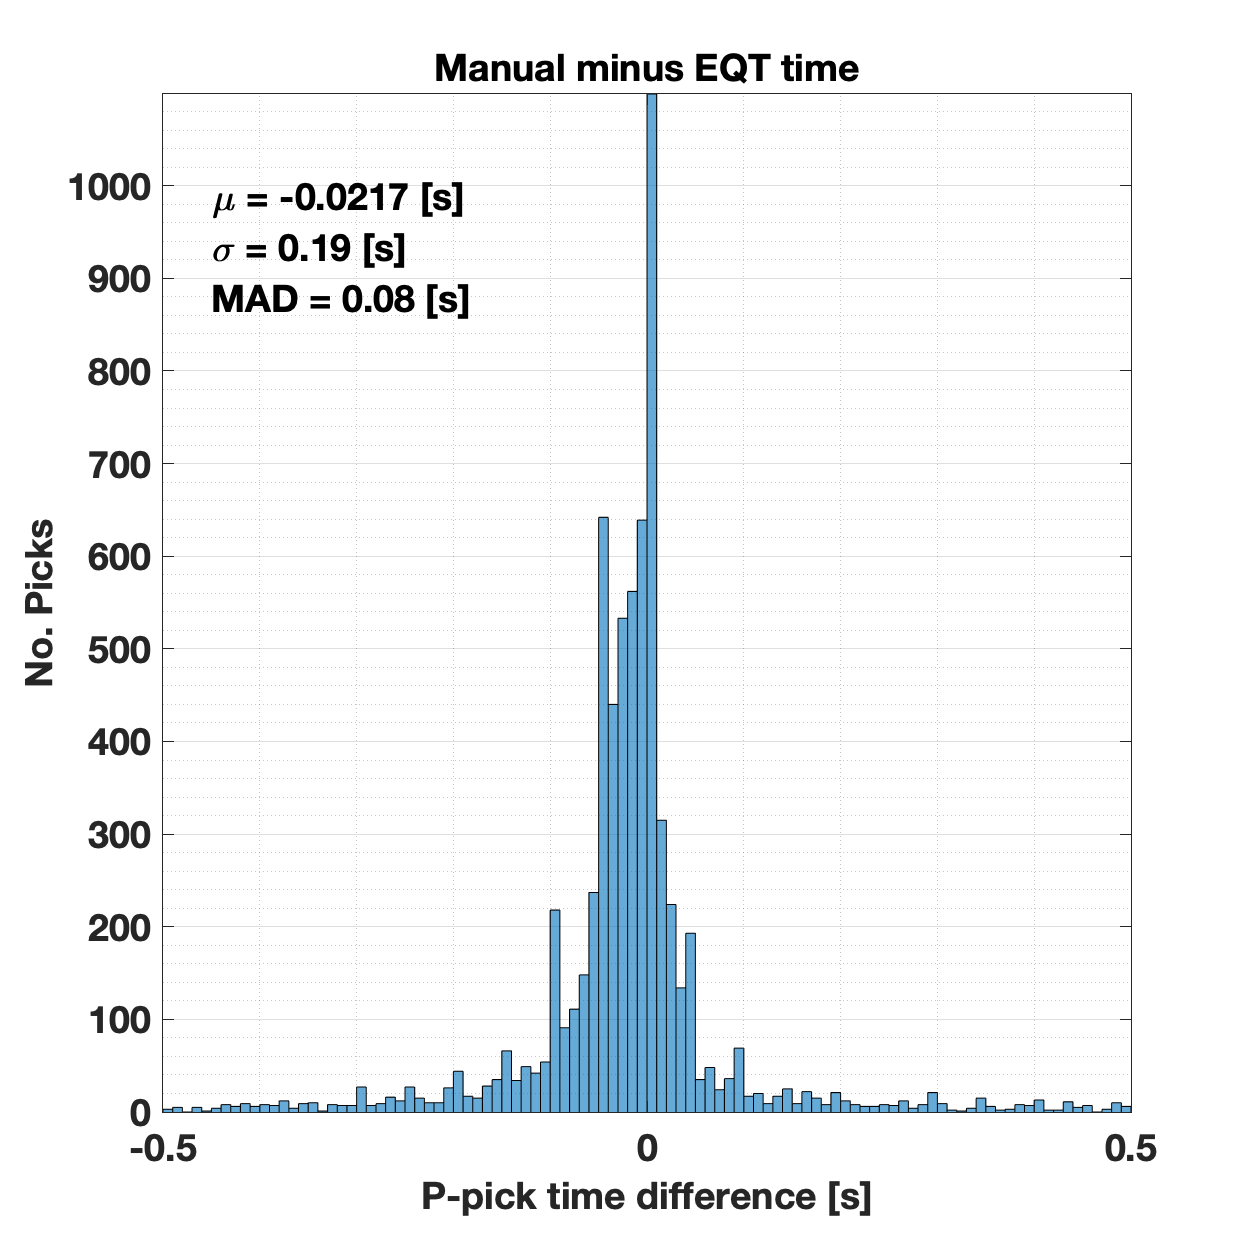 Manual minus EQT time
μ = -0.0217 [s]
σ = 0.19 [s]
MAD = 0.08 [s]
1000
900
800
700
600
500
400
300
200
100
0
No. Picks
-0.5
0
0.5
P-pick time difference [s]